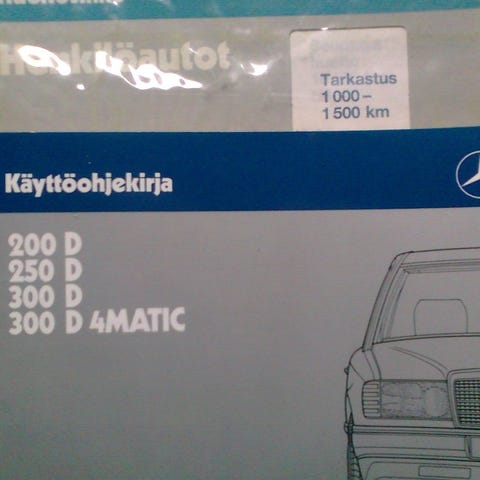 Henkilöautot
Tarkastus
1 000 –
1 500 km
Käyttöohjekirja
200 D
250 D
300 D
300 D 4MATIC